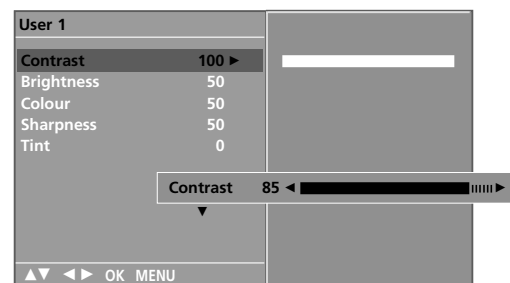 User 1
Contrast 100 ►
Brightness 50
Colour 50
Sharpness 50
Tint 0
Contrast 85 ◄ ►
▼
▲▼ ◄► OK MENU